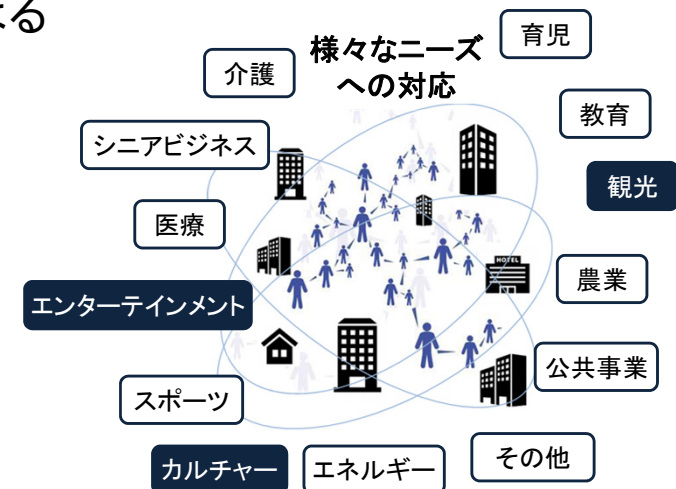 はる
様々なニーズ
への対応
育児
介護
教育
シニアビジネス
観光
医療
農業
HOTEL
エンターテインメント
公共事業
スポーツ
その他
カルチャー
エネルギー